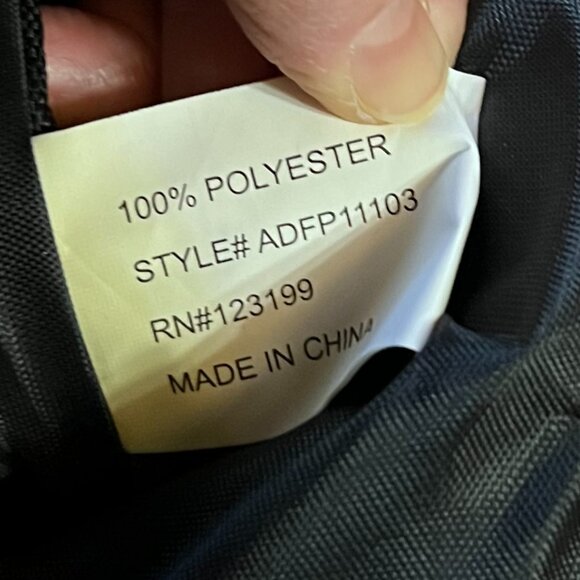 100% POLYESTER
STYLE# ADFP11103
RN#123199
MADE IN CHINA